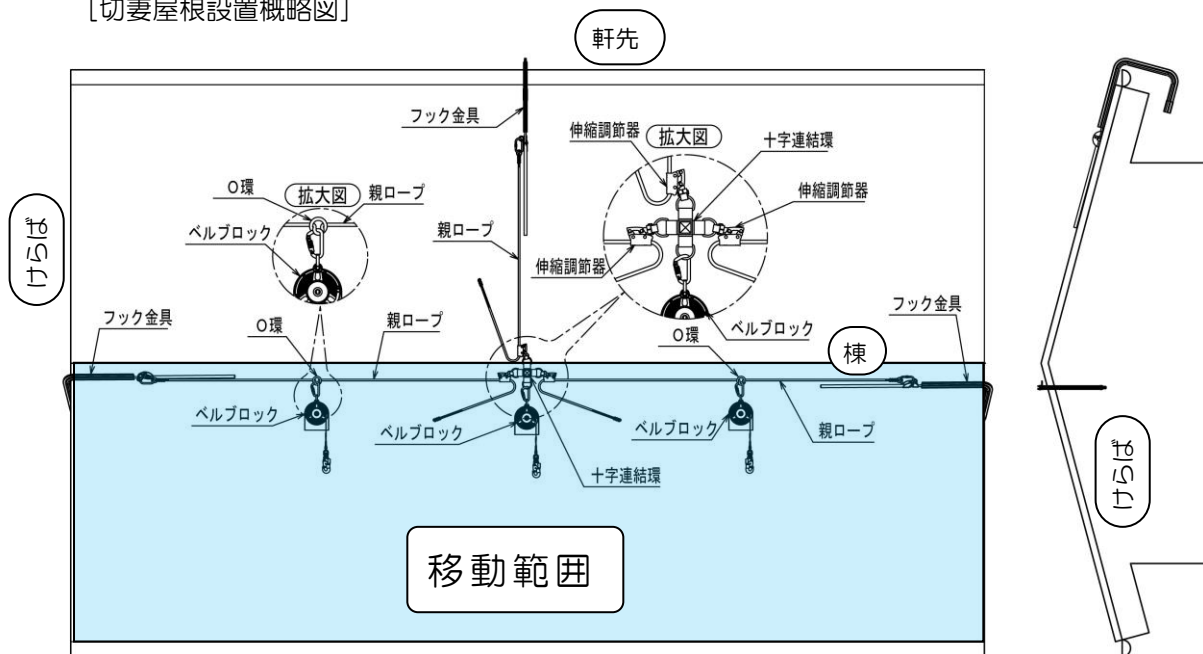 [切妻屋根設置概略図]
軒先
フック金具
伸縮調節器
拡大図
十字連結環
O環
拡大図
親ロープ
伸縮調節器
けらば
ベルブロック
親ロープ
伸縮調節器
フック金具
O環
親ロープ
ベルブロック
O環
フック金具
棟
ベルブロック
ベルブロック
ベルブロック
親ロープ
けらば
十字連結環
移動範囲